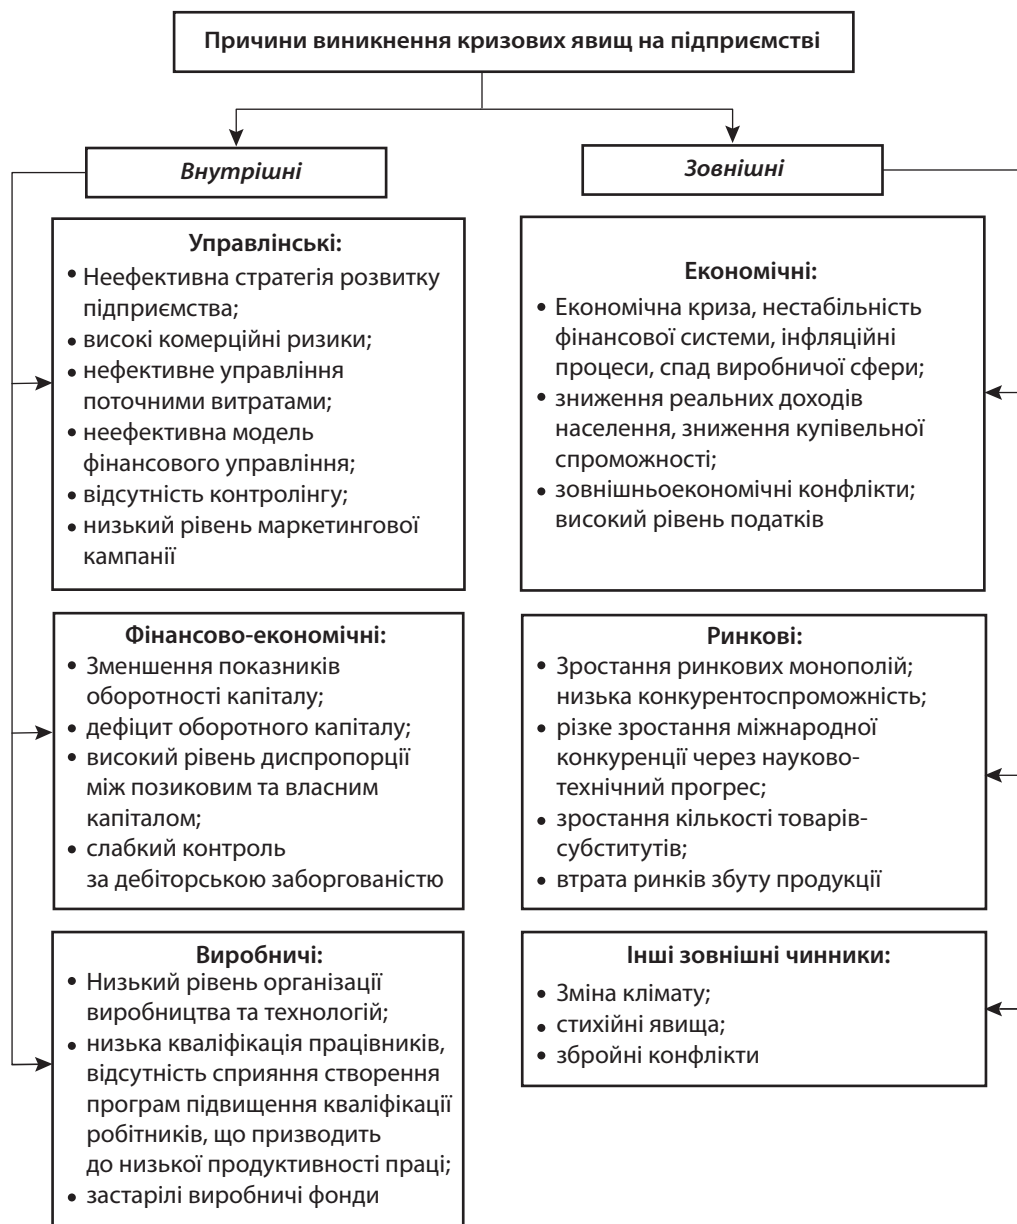 Причини виникнення кризових явищ на підприємстві
Внутрішні
Зовнішні
Управлінські:
• Неефективна стратегія розвитку
підприємства;
• високі комерційні ризики;
• нефективне управління
поточними витратами;
• неефективна модель
фінансового управління;
• відсутність контролінгу;
• низький рівень маркетингової
кампанії
Фінансово-економічні:
• Зменшення показників
оборотності капіталу;
• дефіцит оборотного капіталу;
• високий рівень диспропорції
між позиковим та власним
капіталом;
• слабкий контроль
за дебіторською заборгованістю
Виробничі:
• Низький рівень організації
виробництва та технологій;
• низька кваліфікація працівників,
відсутність сприяння створення
програм підвищення кваліфікації
робітників, що призводить
до низької продуктивності праці;
• застарілі виробничі фонди
Економічні:
• Економічна криза, нестабільність
фінансової системи, інфляційні
процеси, спад виробничої сфери;
• зниження реальних доходів
населення, зниження купівельної
спроможності;
• зовнішньоекономічні конфлікти;
високий рівень податків
Ринкові:
• Зростання ринкових монополій;
низька конкурентоспроможність;
• різке зростання міжнародної
конкуренції через науково-
технічний прогрес;
• зростання кількості товарів-
субститутів;
• втрата ринків збуту продукції
Інші зовнішні чинники:
• Зміна клімату;
• стихійні явища;
• збройні конфлікти